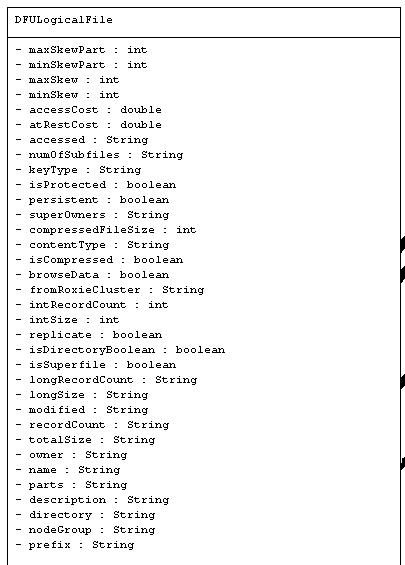 DFULogicalFile
- maxSkewPart : int
- minSkewPart : int
- maxSkew : int
- minSkew : int
- accessCost : double
- atRestCost : double
- accessed : String
- numOfSubfiles : String
- keyType : String
- isProtected : boolean
- persistent : boolean
- superOwners : String
- compressedFileSize : int
- contentType : String
- isCompressed : boolean
- browseData : boolean
- fromRoxieCluster : String
- intRecordCount : int
- intSize : int
- replicate : boolean
- isDirectoryBoolean : boolean
- isSuperfile : boolean
- longRecordCount : String
- longSize : String
- modified : String
- recordCount : String
- totalSize : String
- owner : String
- name : String
- parts : String
- description : String
- directory : String
- nodeGroup : String
- prefix : String